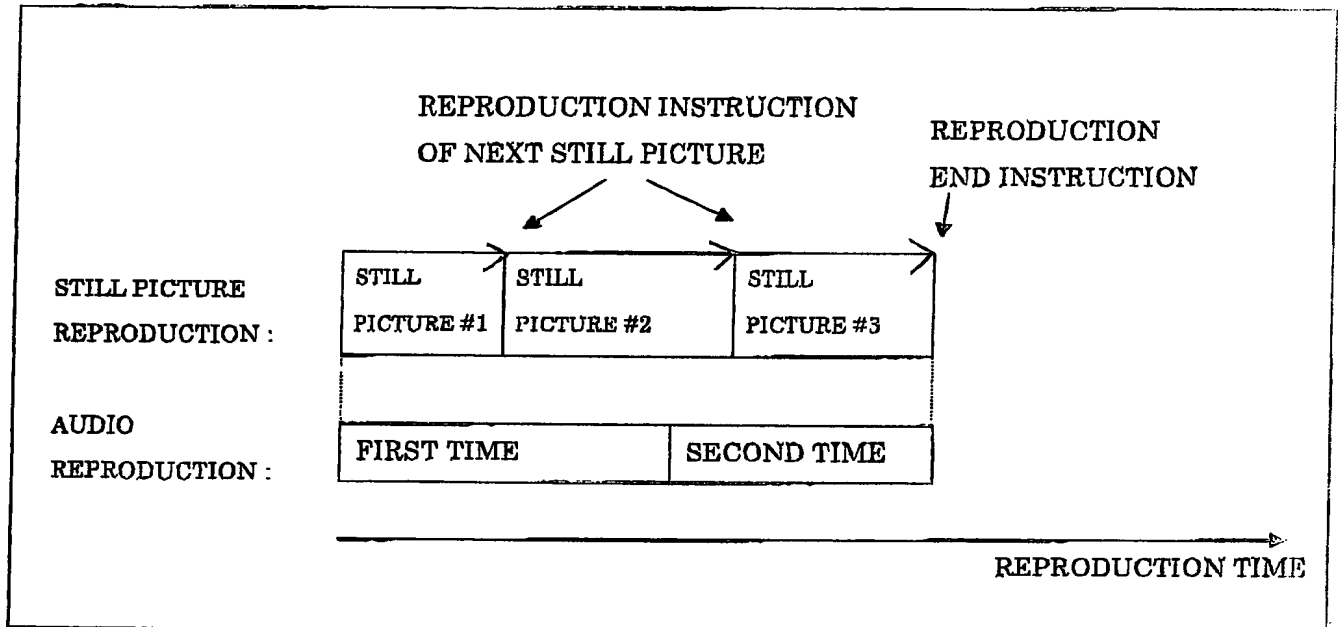 REPRODUCTION INSTRUCTION
OF NEXT STILL PICTURE
REPRODUCTION
END INSTRUCTION
STILL PICTURE
REPRODUCTION :
STILL
PICTURE #1
STILL
PICTURE #2
STILL
PICTURE #3
AUDIO
REPRODUCTION :
FIRST TIME
SECOND TIME
REPRODUCTION TIME